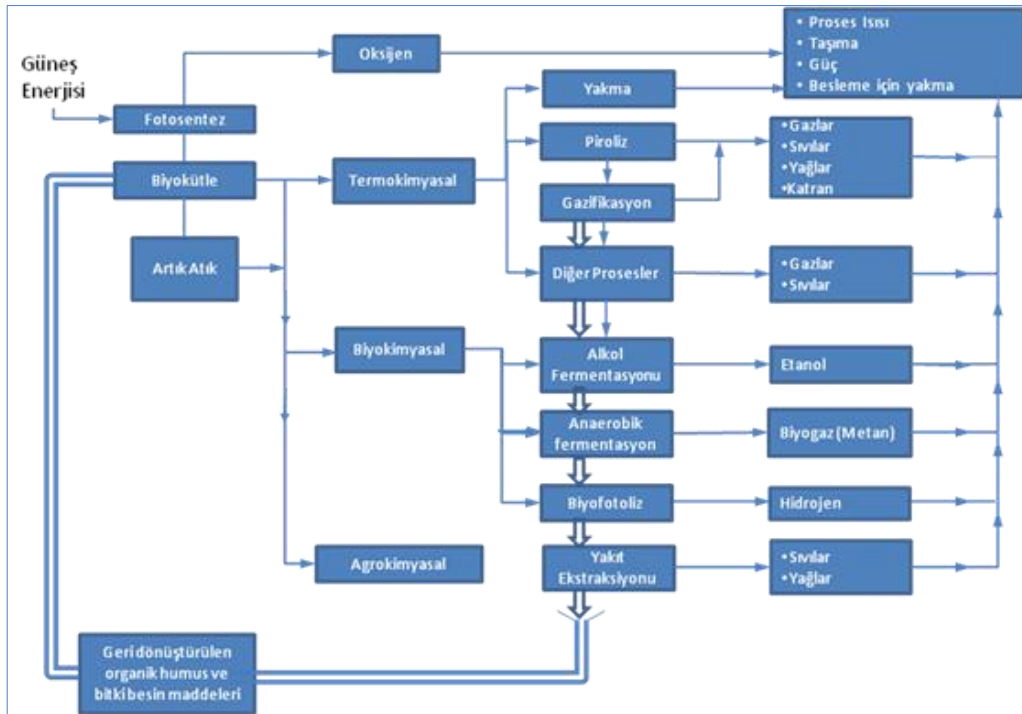 Güneş
Enerjisi
Oksijen
• Proses Isısı
• Taşıma
• Güç
• Besleme için yakma
Fotosentez
Yakma
Piroliz
• Gazlar
• Sıvılar
• Yağlar
• Katran
Biyokütle
Termokimyasal
Gazifikasyon
Artık Atık
Diğer Prosesler
• Gazlar
• Sıvılar
Biyokimyasal
Alkol
Fermentasyonu
Etanol
Anaerobik
fermentasyon
Biyogaz (Metan)
Biyofotoliz
Hidrojen
Agrokimyasal
Yakıt
Ekstraksiyonu
• Sıvılar
• Yağlar
Geri dönüştürülen
organik humus ve
bitki besin maddeleri